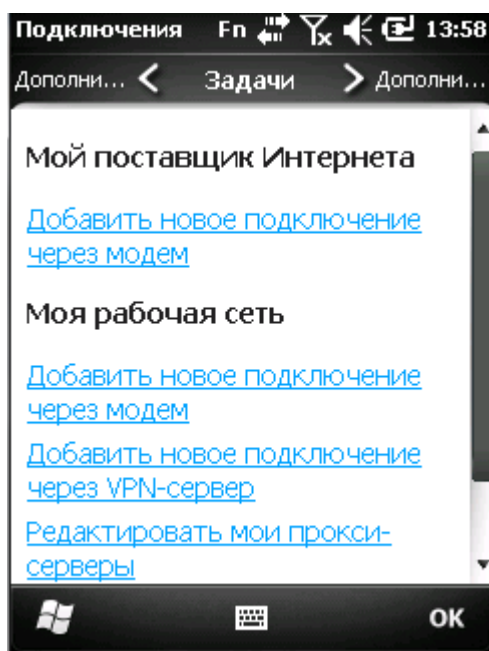 Подключения Fn 13:58
Дополни... Задачи Дополни...
Мой поставщик Интернета
Добавить новое подключение
через модем
Моя рабочая сеть
Добавить новое подключение
через модем
Добавить новое подключение
через VPN-сервер
Редактировать мои прокси-
серверы
ОК